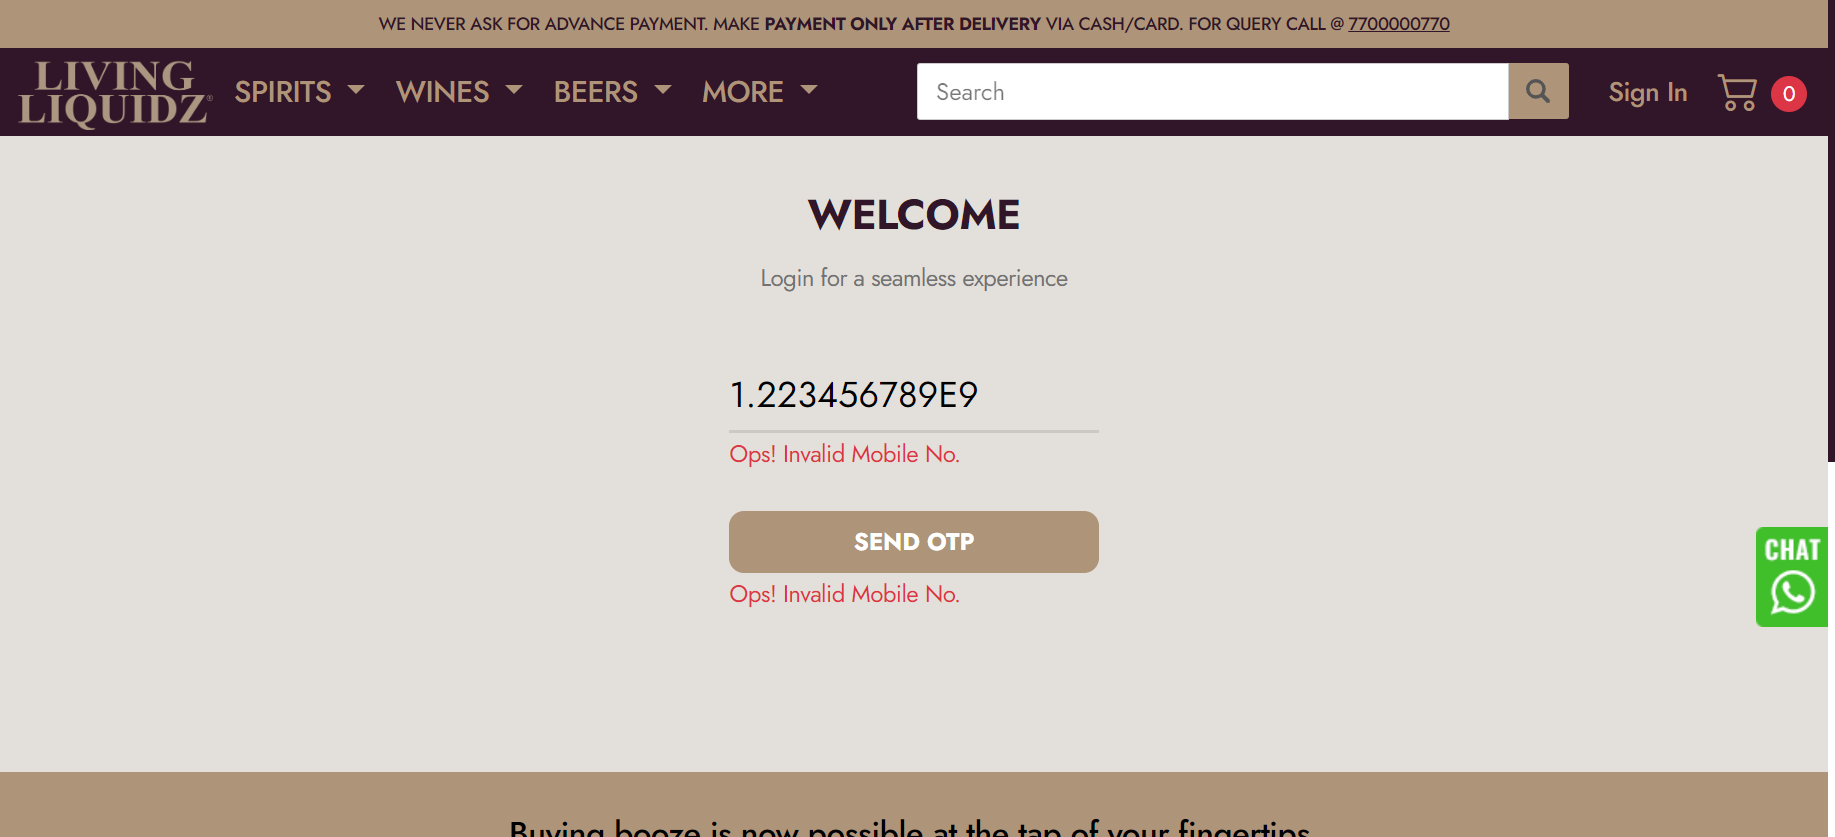 WE NEVER ASK FOR ADVANCE PAYMENT. MAKE PAYMENT ONLY AFTER DELIVERY VIA CASH/CARD. FOR QUERY CALL @ 7700000770
LIVING
LIQUIDZ®
SPIRITS WINES BEERS MORE Search Sign In 0
WELCOME
Login for a seamless experience
1.223456789E9
Ops! Invalid Mobile No.
SEND OTP
Ops! Invalid Mobile No.
CHAT
Buying booze is now possible at the tap of your fingertips